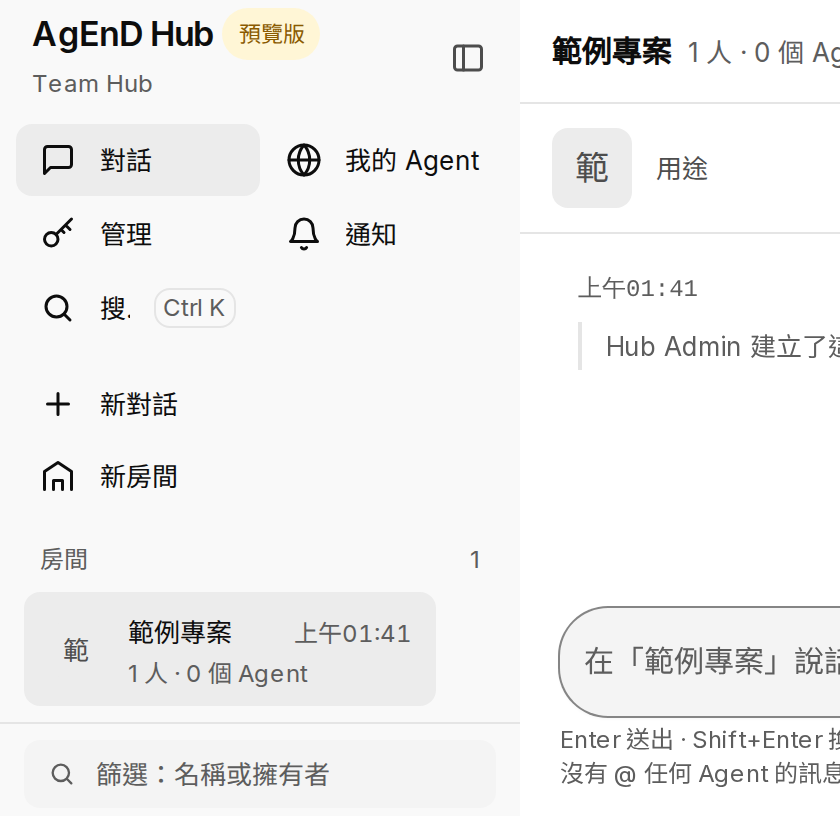 AgEnD Hub 預覽版
Team Hub
對話
我的 Agent
管理
通知
搜. Ctrl K
新對話
新房間
房間 1
範 範例專案 上午01:41
1 人 · 0 個 Agent
篩選：名稱或擁有者
範例專案 1 人 · 0 個 Ag
範 用途
上午01:41
Hub Admin 建立了
在「範例專案」說
Enter 送出 · Shift+Enter
沒有 @ 任何 Agent 的訊息